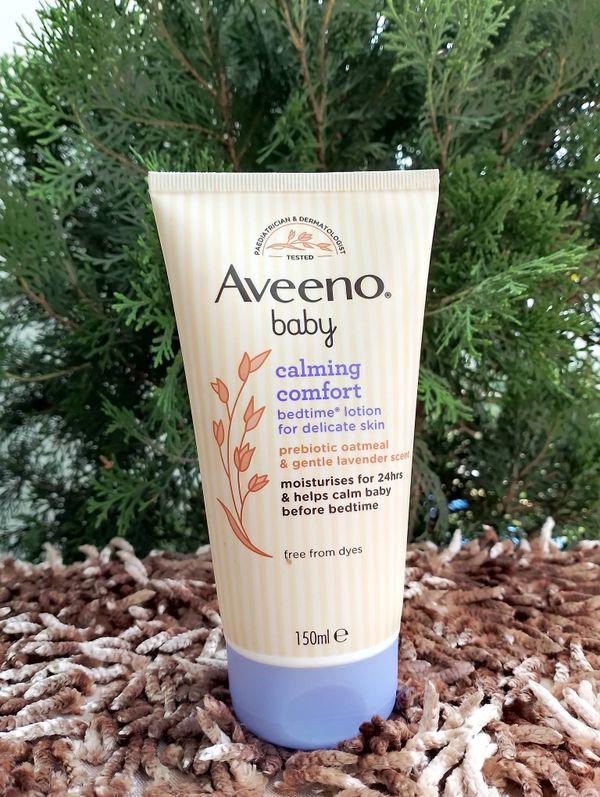 PAEDIATRICIAN & DERMATOLOGIST
TESTED
Aveeno®
baby
calming
comfort
bedtime® lotion
for delicate skin
prebiotic oatmeal
& gentle lavender scent
moisturises for 24hrs
& helps calm baby
before bedtime
free from dyes
150ml ℮